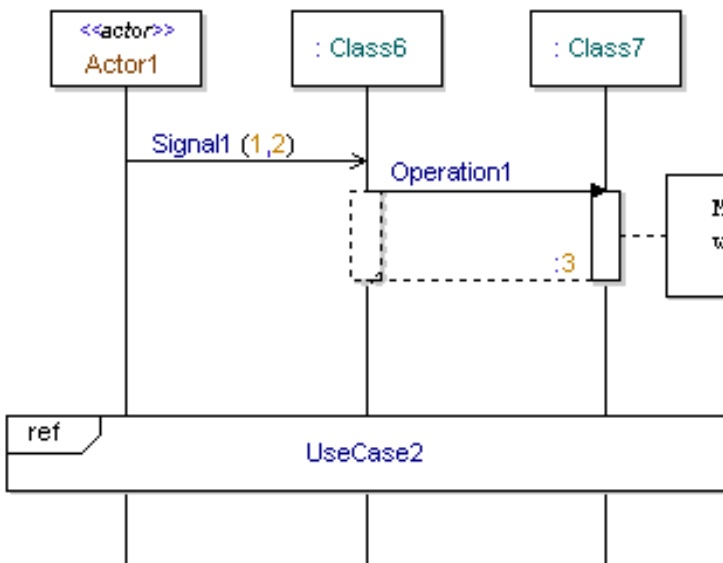 <<actor>>
Actor1
: Class6
: Class7
Signal1 (1,2)
Operation1
:3
ref
UseCase2